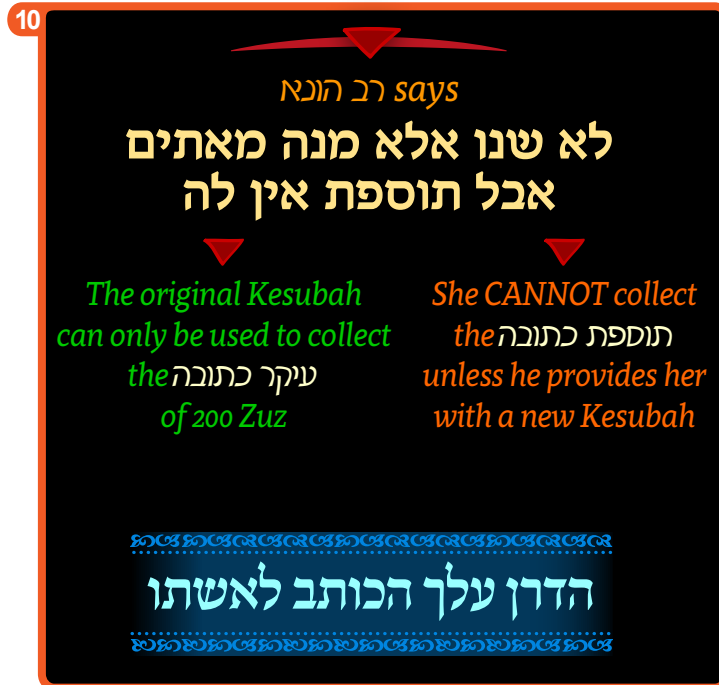 10
רב הונא says
לא שנו אלא מנה מאתים
אבל תוספת אין לה
The original Kesubah
can only be used to collect
the עיקר כתובה
of 200 Zuz
She CANNOT collect
the תוספת כתובה
unless he provides her
with a new Kesubah
הדרן עלך הכותב לאשתו